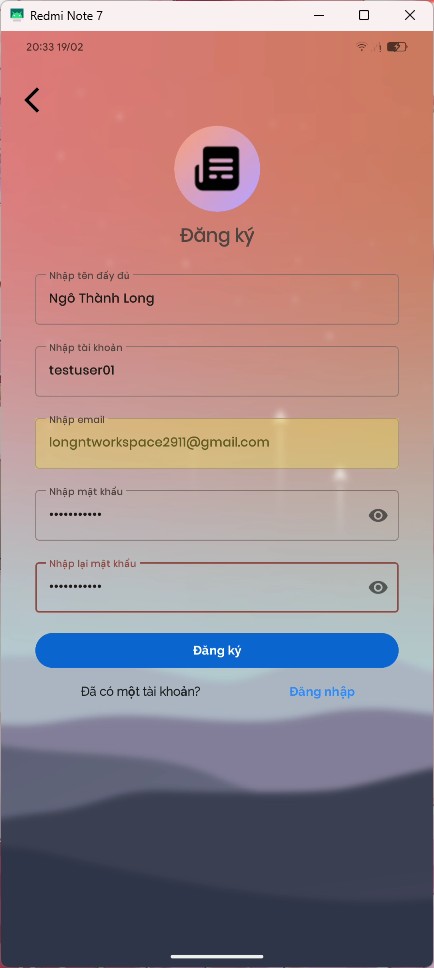 Redmi Note 7
20:33 19/02
Đăng ký
Nhập tên đầy đủ
Ngô Thành Long
Nhập tài khoản
testuser01
Nhập email
longntworkspace2911@gmail.com
Nhập mật khẩu
•••••••••••
Nhập lại mật khẩu
•••••••••••
Đăng ký
Đã có một tài khoản? Đăng nhập